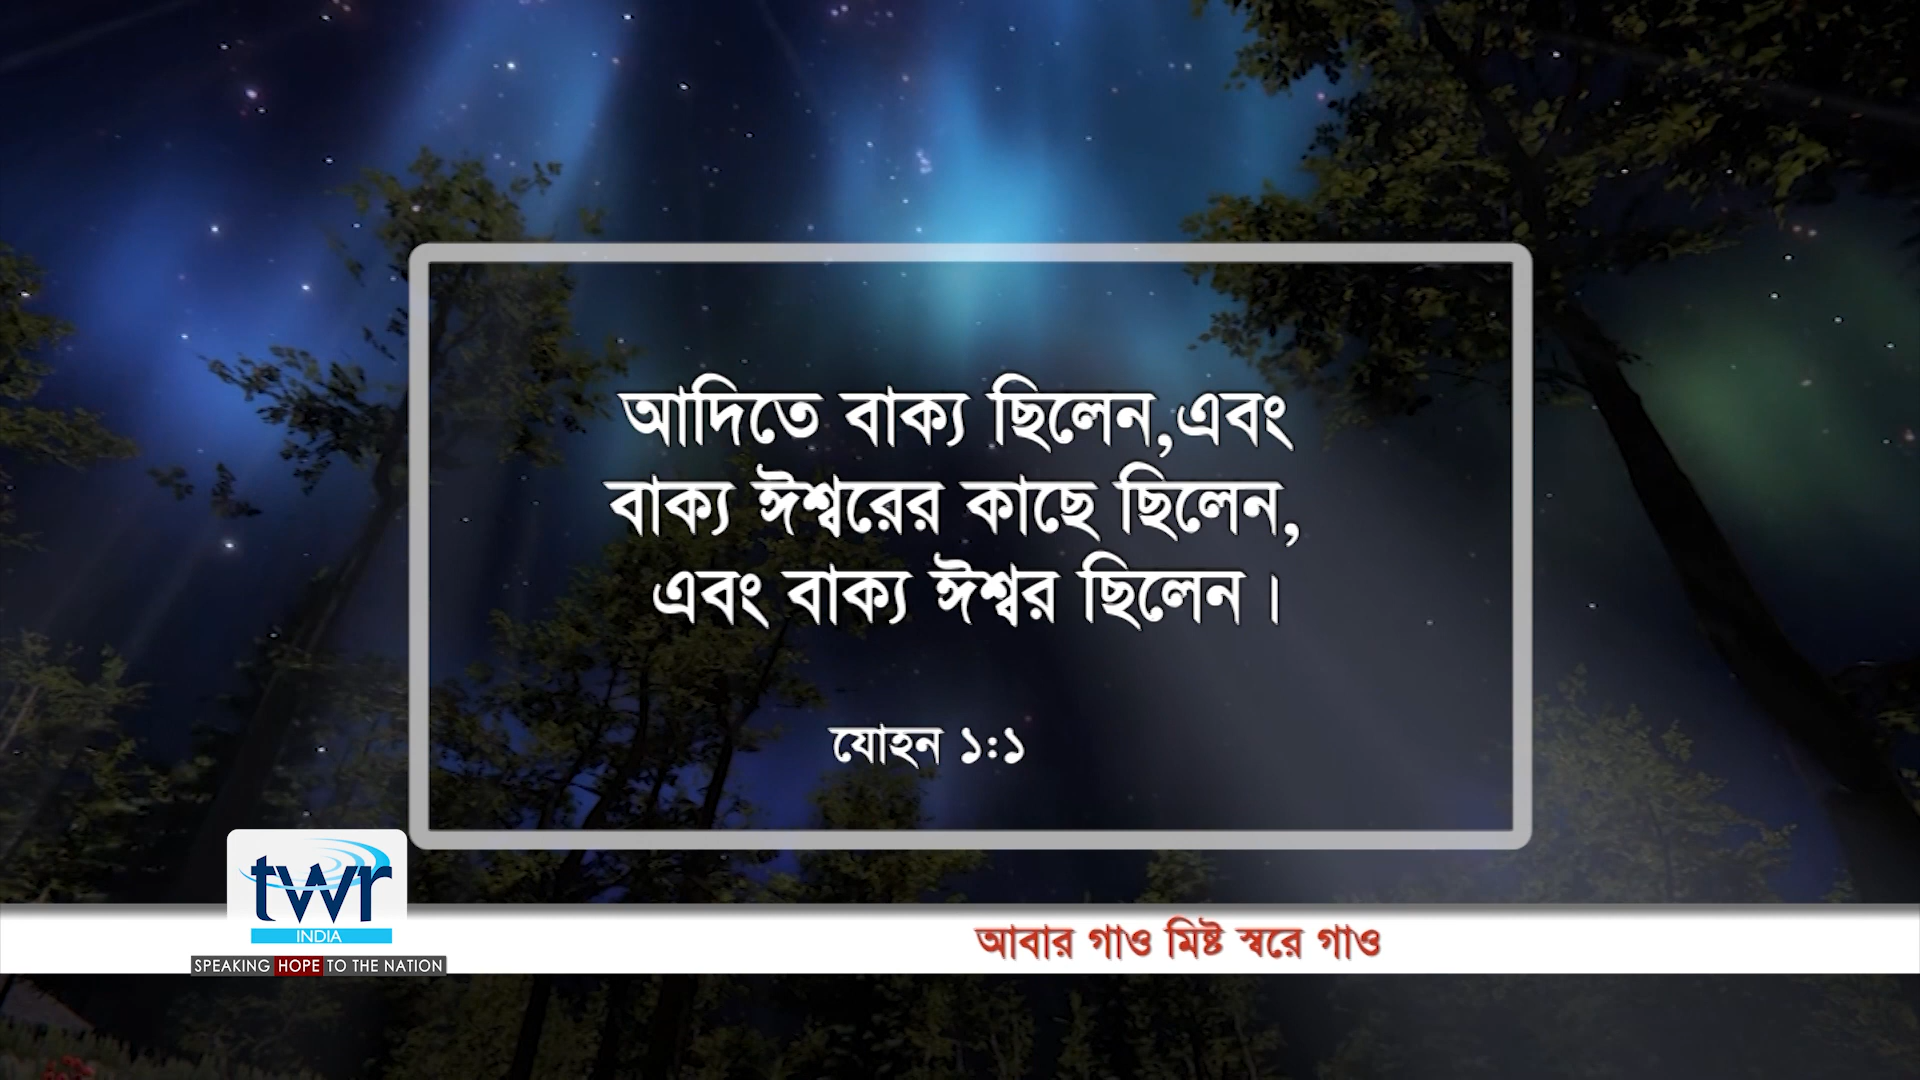 আদিতে বাক্য ছিলেন,এবং
বাক্য ঈশ্বরের কাছে ছিলেন,
এবং বাক্য ঈশ্বর ছিলেন।
যোহন ১:১
twr
INDIA
SPEAKING HOPE TO THE NATION
আবার গাও মিষ্ট স্বরে গাও